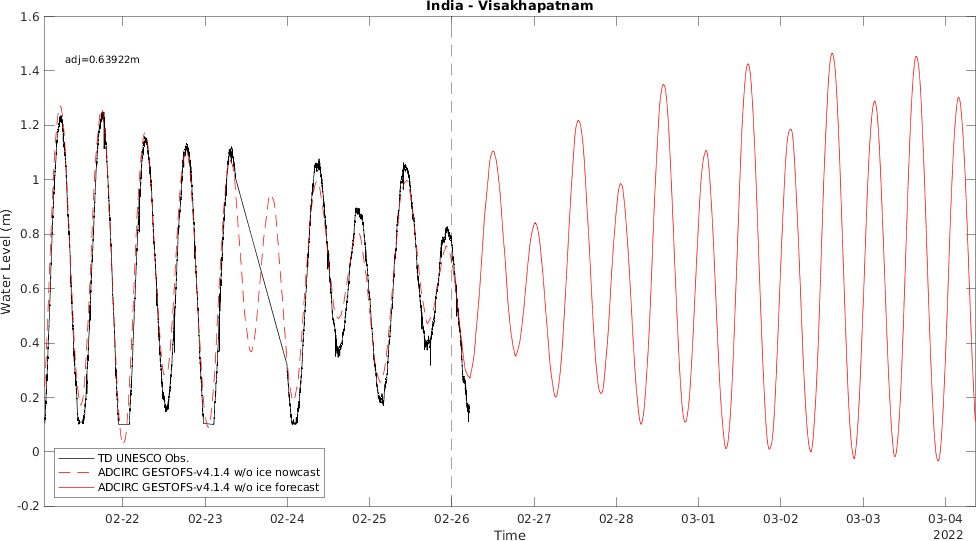 India - Visakhapatnam
adj=0.63922m
1.6
1.4
1.2
1
0.8
0.6
0.4
0.2
0
-0.2
Water Level (m)
TD UNESCO Obs.
ADCIRC GESTOFS-v4.1.4 w/o ice nowcast
ADCIRC GESTOFS-v4.1.4 w/o ice forecast
02-22 02-23 02-24 02-25 02-26 02-27 02-28 03-01 03-02 03-03 03-04
2022
Time